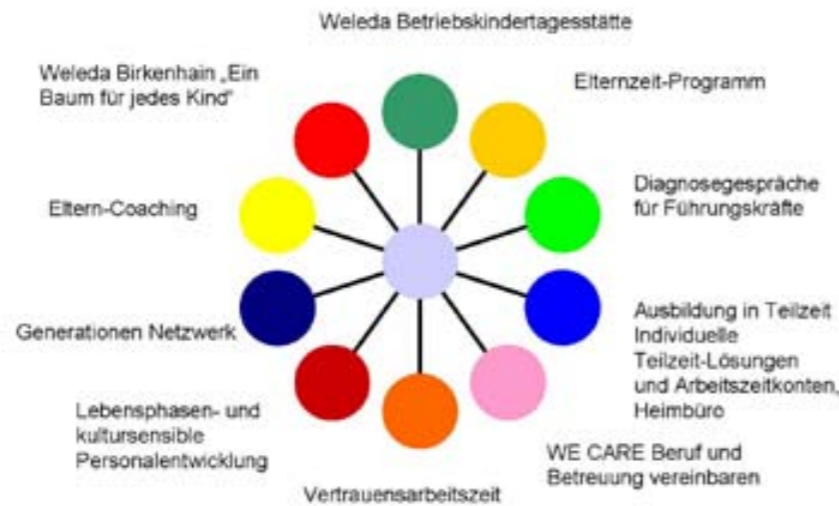 Weleda Betriebskindertagesstätte
Elternzeit-Programm
Diagnosegespräche
für Führungskräfte
Ausbildung in Teilzeit
Individuelle
Teilzeit-Lösungen
und Arbeitszeitkonten,
Heimbüro
WE CARE Beruf und
Betreuung vereinbaren
Vertrauensarbeitszeit
Lebensphasen- und
kultursensible
Personalentwicklung
Generationen Netzwerk
Eltern-Coaching
Weleda Birkenhain „Ein
Baum für jedes Kind“